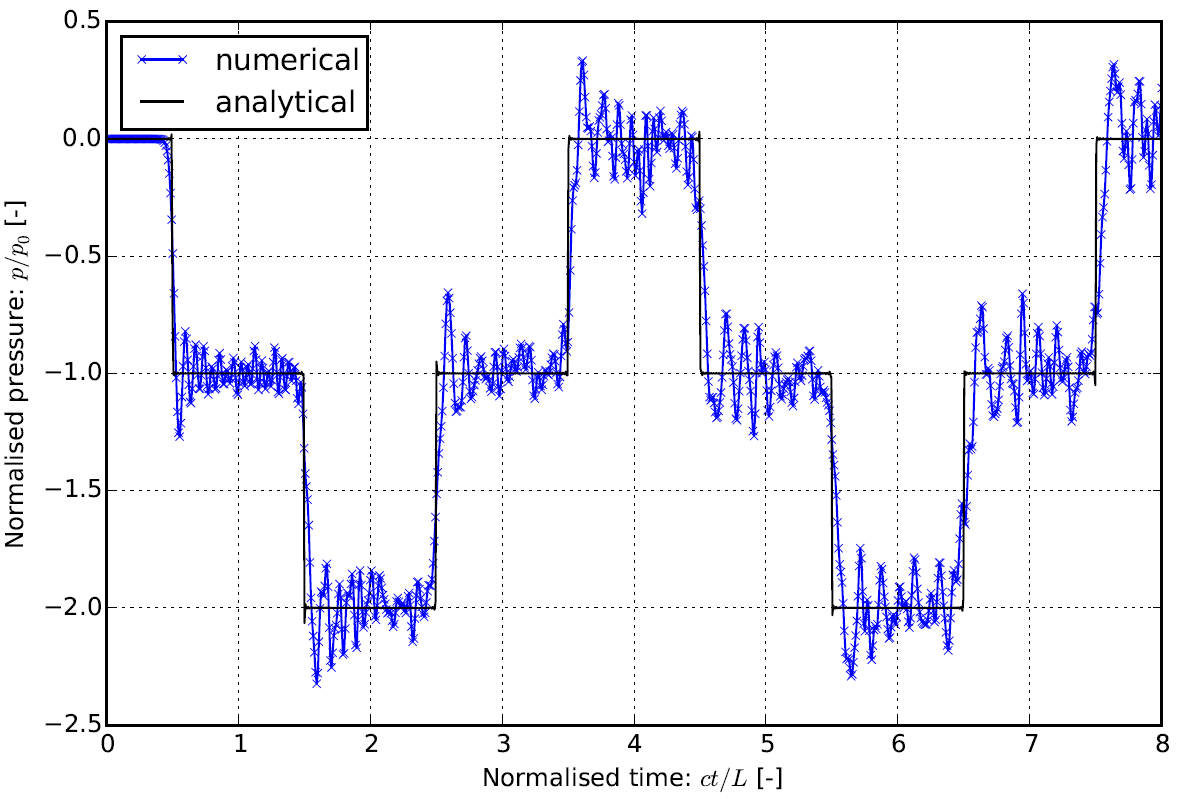 numerical
analytical
0.5
0.0
−0.5
−1.0
−1.5
−2.0
−2.5
Normalised pressure: p/p₀ [-]
0 1 2 3 4 5 6 7 8
Normalised time: ct/L [-]